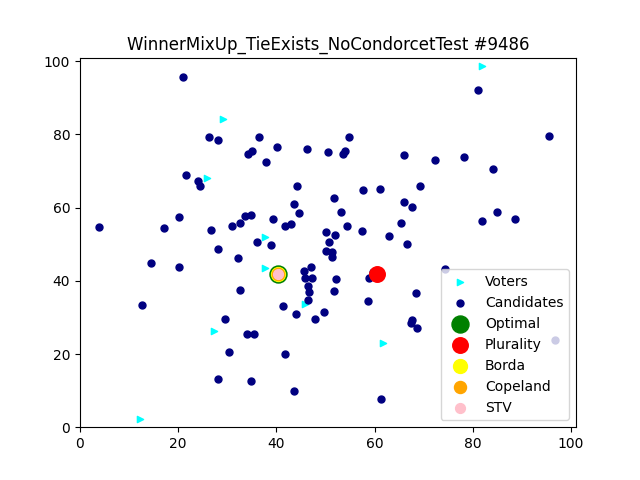 WinnerMixUp_TieExists_NoCondorcetTest #9486
100
80
60
40
20
0
0 20 40 60 80 100
Voters
Candidates
Optimal
Plurality
Borda
Copeland
STV